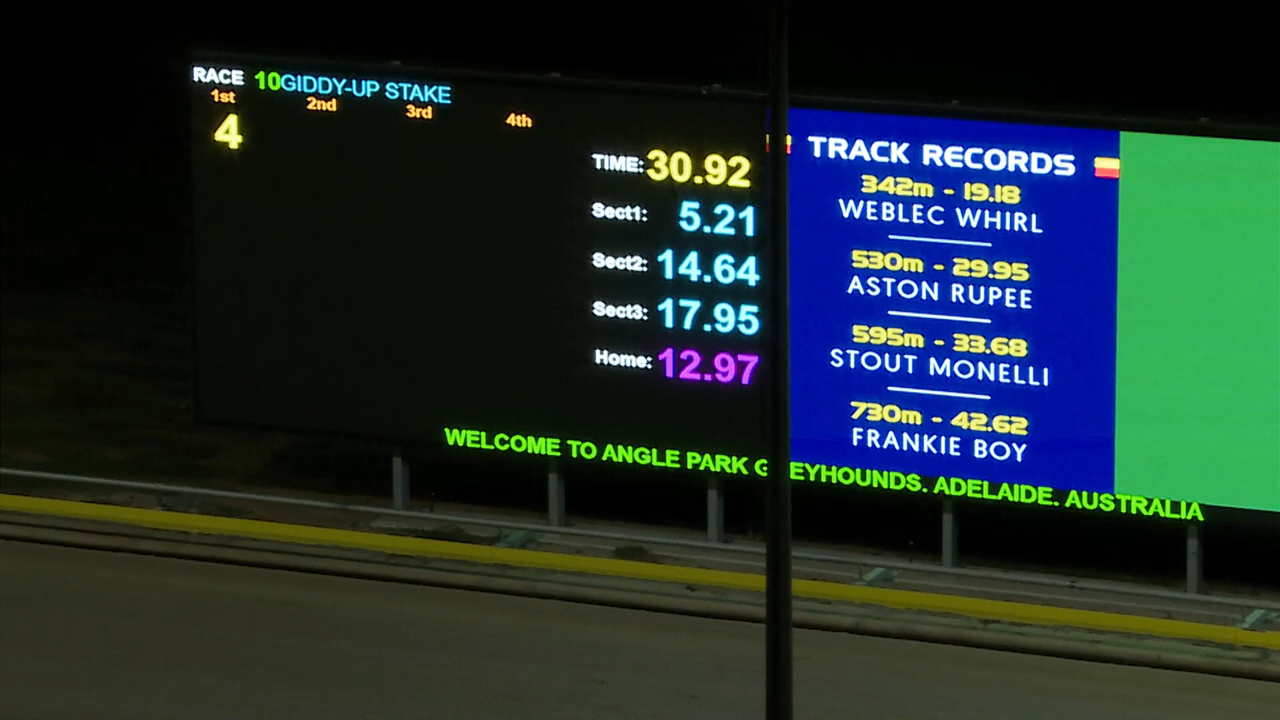 RACE 10GIDDY-UP STAKE
1st 2nd 3rd 4th
4
TIME: 30.92
Sect1: 5.21
Sect2: 14.64
Sect3: 17.95
Home: 12.97
TRACK RECORDS
342m - 19.18
WEBLEC WHIRL
530m - 29.95
ASTON RUPEE
595m - 33.68
STOUT MONELLI
730m - 42.62
FRANKIE BOY
WELCOME TO ANGLE PARK GREYHOUNDS. ADELAIDE. AUSTRALIA